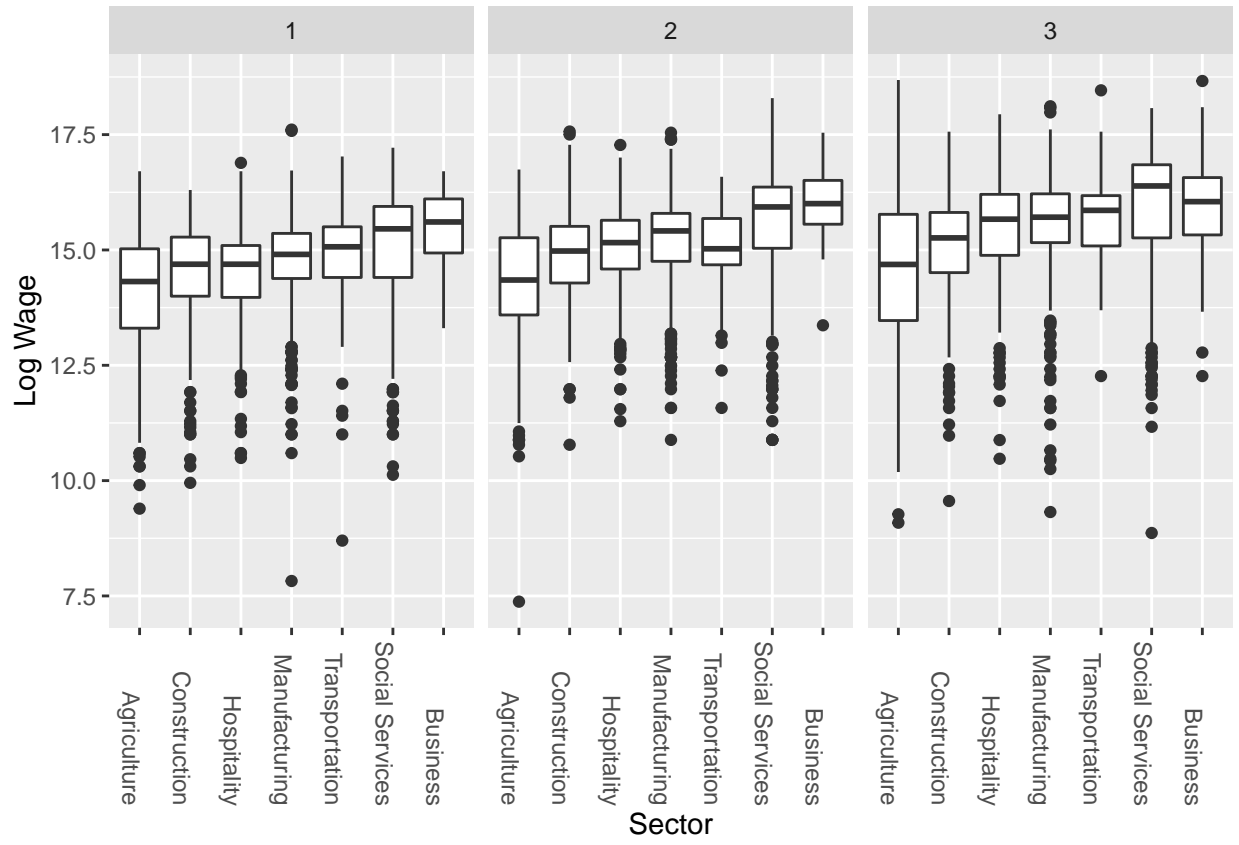 1 2 3
17.5
15.0
12.5
10.0
7.5
Log Wage
Agriculture Construction Hospitality Manufacturing Transportation Social Services Business Agriculture Construction Hospitality Manufacturing Transportation Social Services Business Agriculture Construction Hospitality Manufacturing Transportation Social Services Business
Sector